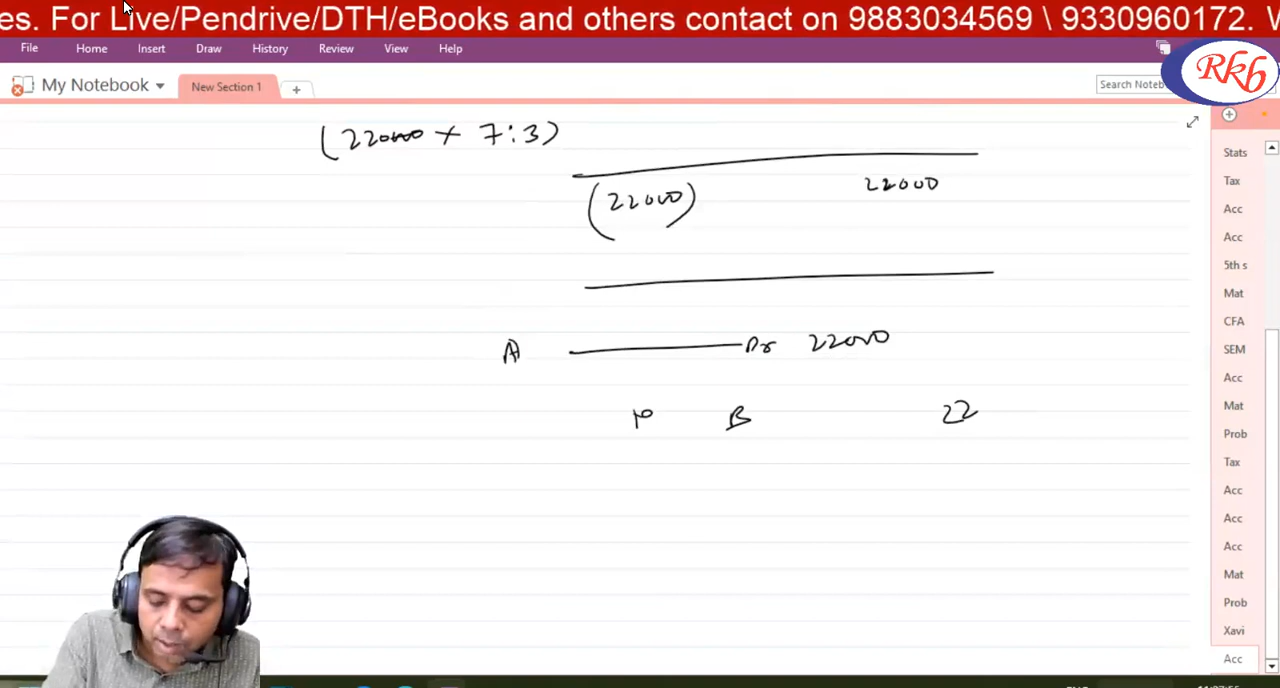 es. For Live/Pendrive/DTH/eBooks and others contact on 9883034569 \ 9330960172. W
File Home Insert Draw History Review View Help
Rkb
My Notebook New Section 1 + Search Noteb
(22000 + 7:3)
(22000) 22000
A Dr 22000
B 22
Stats
Tax
Acc
Acc
5th s
Mat
CFA
SEM
Acc
Mat
Prob
Tax
Acc
Acc
Acc
Mat
Prob
Xavi
Acc